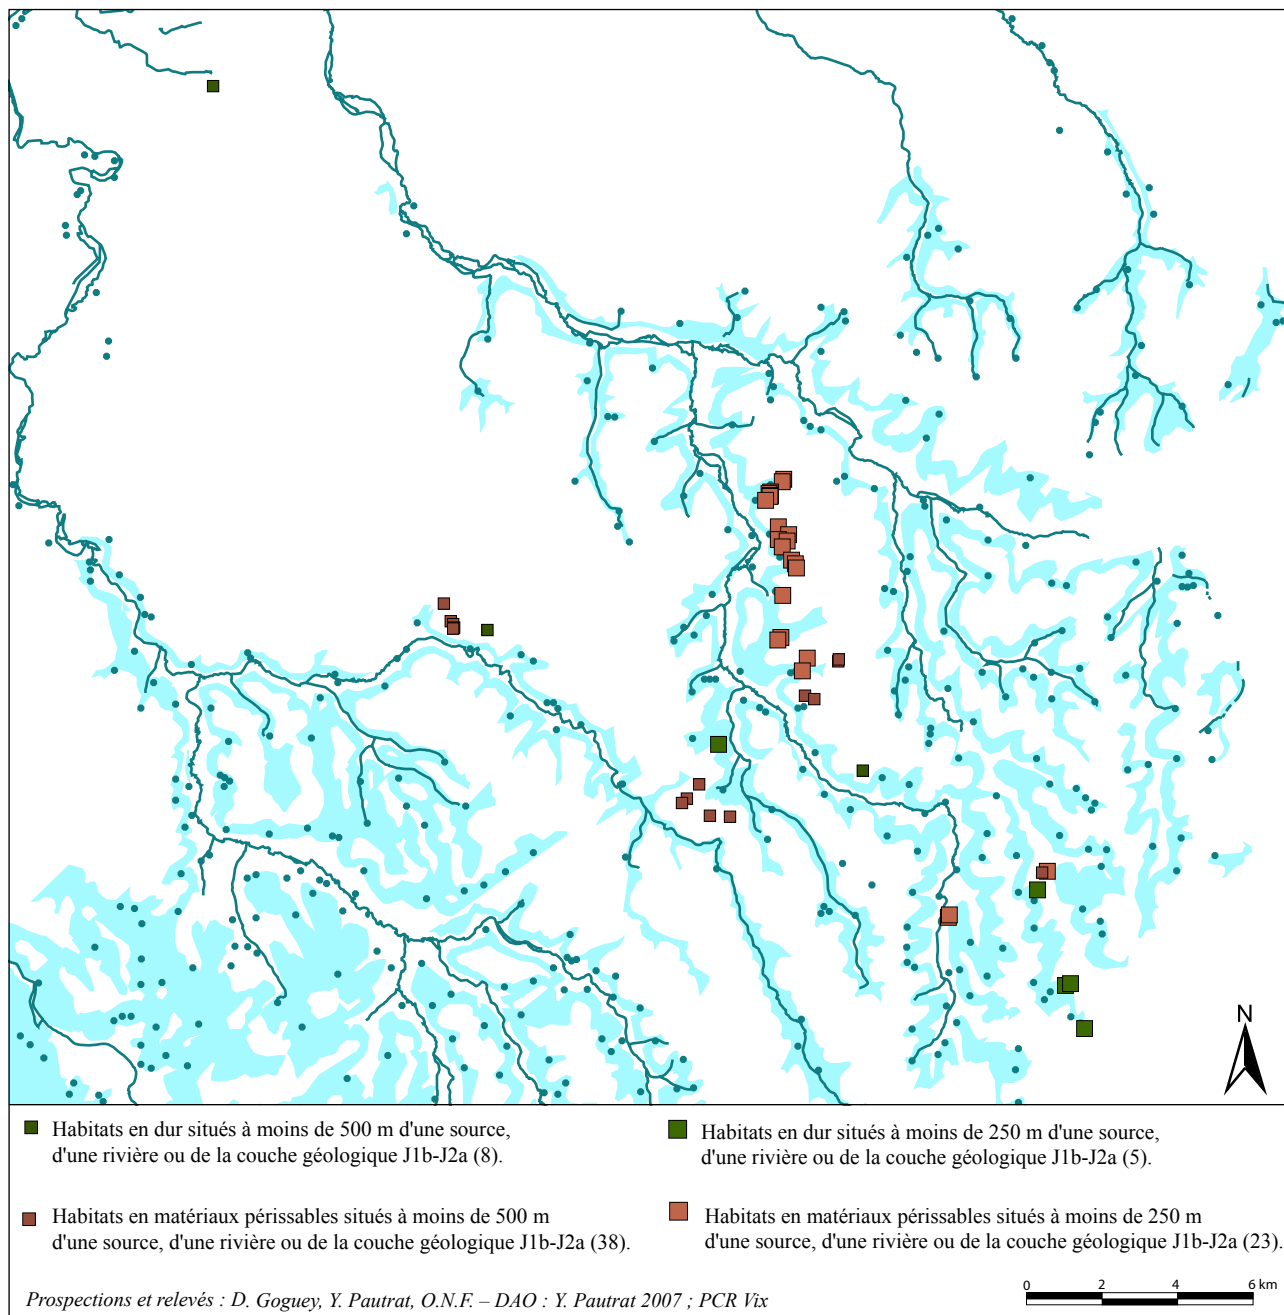 N
Habitats en dur situés à moins de 500 m d'une source,
d'une rivière ou de la couche géologique J1b-J2a (8).
Habitats en dur situés à moins de 250 m d'une source,
d'une rivière ou de la couche géologique J1b-J2a (5).
Habitats en matériaux périssables situés à moins de 500 m
d'une source, d'une rivière ou de la couche géologique J1b-J2a (38).
Habitats en matériaux périssables situés à moins de 250 m
d'une source, d'une rivière ou de la couche géologique J1b-J2a (23).
0 2 4 6 km
Prospections et relevés : D. Goguey, Y. Pautrat, O.N.F. – DAO : Y. Pautrat 2007 ; PCR Vix